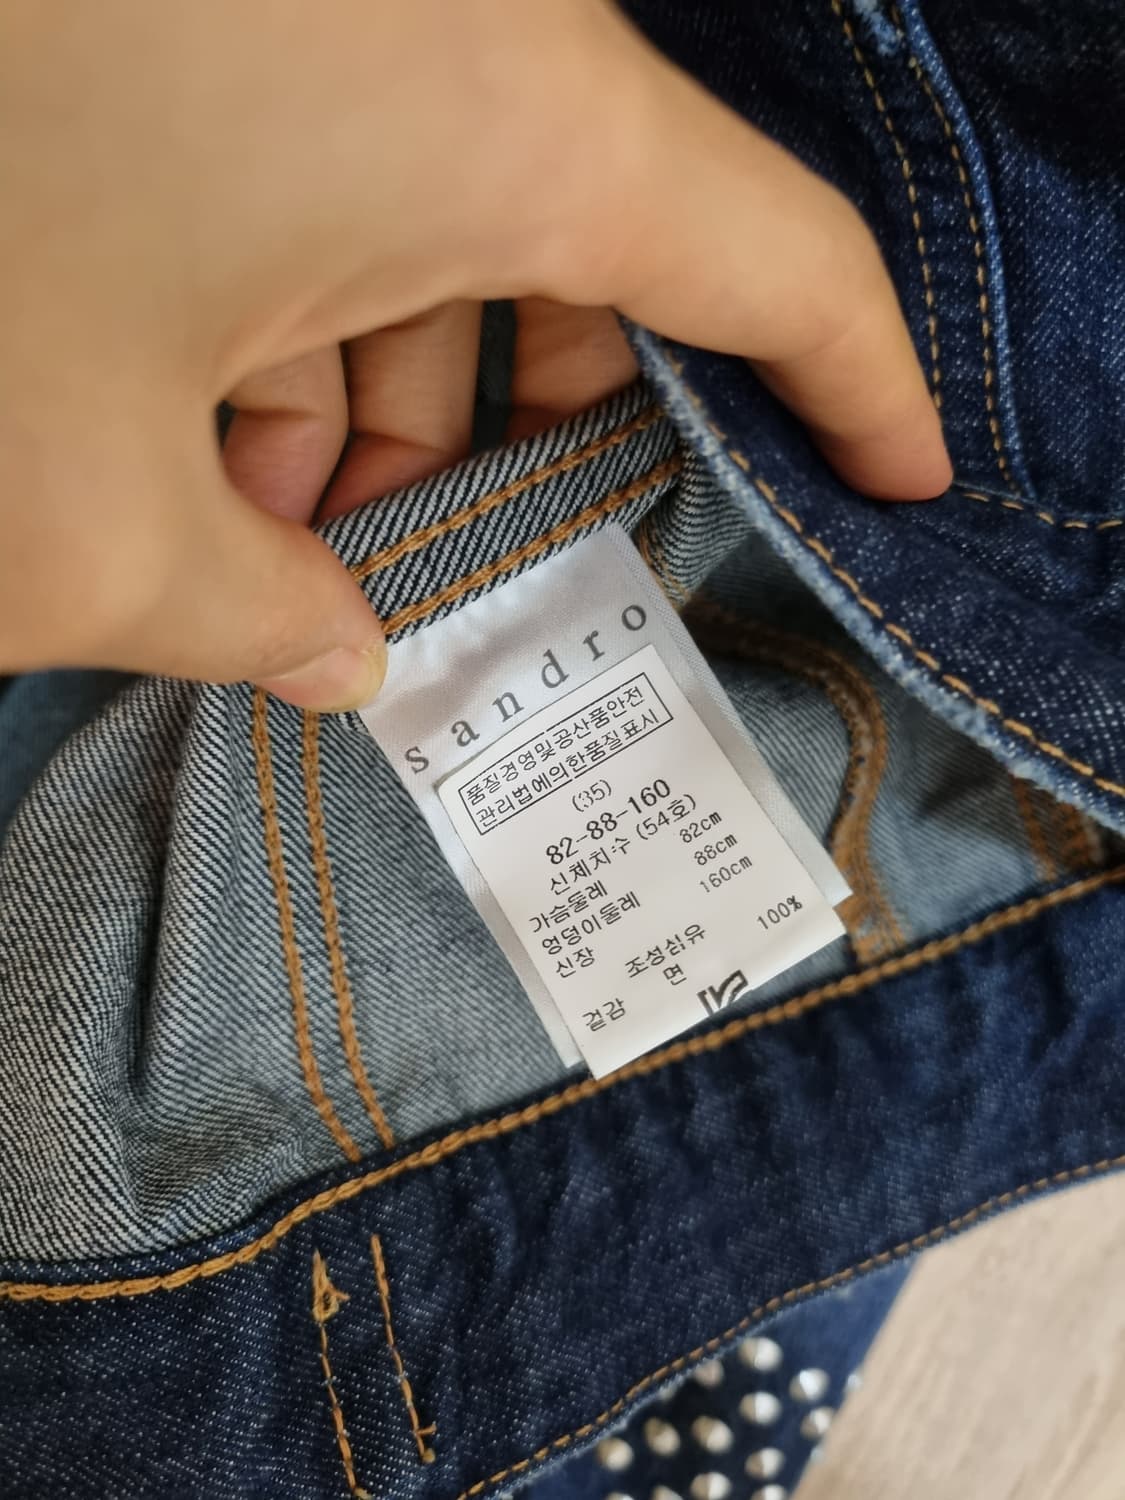 sandro
품질경영및공산품안전
관리법에의한품질표시
(35)
82-88-160
신체치수 (54호)
가슴둘레 82cm
엉덩이둘레 88cm
신장 160cm
조성섬유
겉감 면 100%